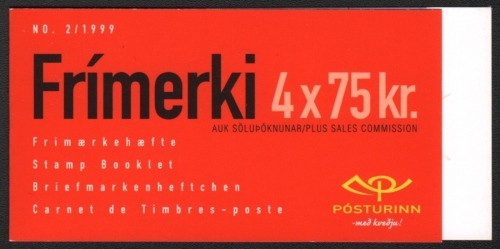 NO. 2/1999
Frímerki 4 x 75 kr.
AUK SÖLUÞÓKNUNAR/PLUS SALES COMMISSION
Frimærkehæfte
Stamp Booklet
Briefmarkenheftchen
Carnet de Timbres-poste
PÓSTURINN
-með kveðju!